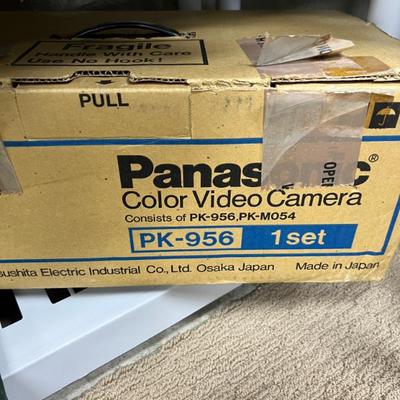 Fragile
Handle With Care
Use No Hook!
PULL
Panasonic®
Color Video Camera
Consists of PK-956,PK-M054
PK-956 1set
sushita Electric Industrial Co., Ltd. Osaka Japan Made in Japan
OPEN